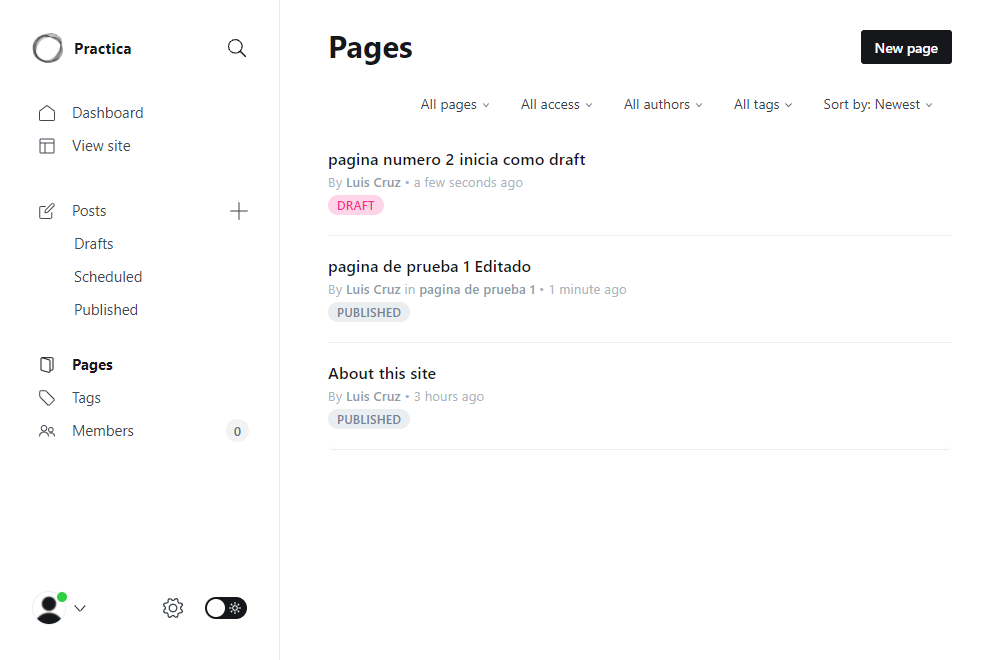 Practica
Dashboard
View site
Posts
Drafts
Scheduled
Published
Pages
Tags
Members 0
Pages
New page
All pages All access All authors All tags Sort by: Newest
pagina numero 2 inicia como draft
By Luis Cruz • a few seconds ago
DRAFT
pagina de prueba 1 Editado
By Luis Cruz in pagina de prueba 1 • 1 minute ago
PUBLISHED
About this site
By Luis Cruz • 3 hours ago
PUBLISHED